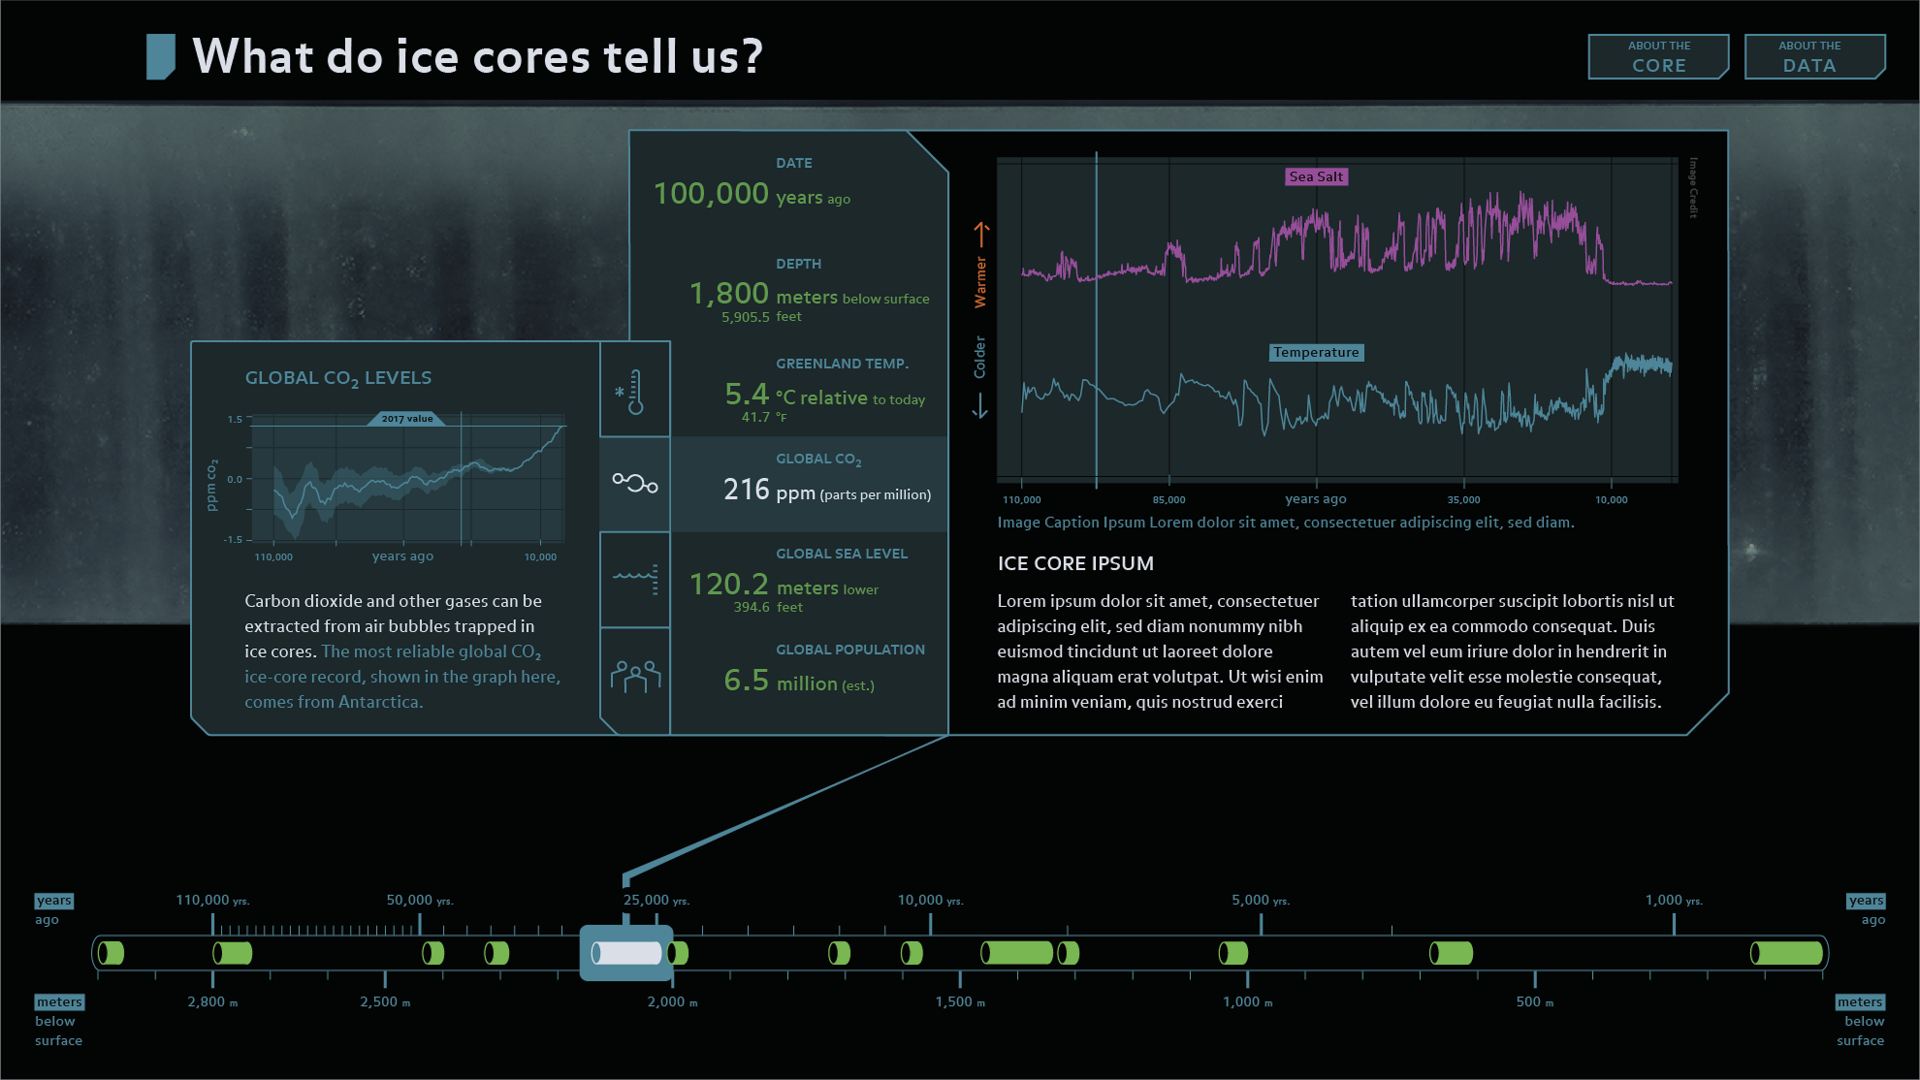 What do ice cores tell us?
ABOUT THE
CORE
ABOUT THE
DATA
DATE
100,000 years ago
DEPTH
1,800 meters below surface
5,905.5 feet
GREENLAND TEMP.
5.4 °C relative to today
41.7 °F
GLOBAL CO2
216 ppm (parts per million)
GLOBAL SEA LEVEL
120.2 meters lower
394.6 feet
GLOBAL POPULATION
6.5 million (est.)
GLOBAL CO2 LEVELS
2017 value
1.5
0.0
-1.5
ppm co2
110,000 years ago 10,000
Carbon dioxide and other gases can be
extracted from air bubbles trapped in
ice cores. The most reliable global CO2
ice-core record, shown in the graph here,
comes from Antarctica.
Sea Salt
Temperature
Warmer
Colder
Image Credit
110,000 85,000 years ago 35,000 10,000
Image Caption Ipsum Lorem dolor sit amet, consectetuer adipiscing elit, sed diam.
ICE CORE IPSUM
Lorem ipsum dolor sit amet, consectetuer
adipiscing elit, sed diam nonummy nibh
euismod tincidunt ut laoreet dolore
magna aliquam erat volutpat. Ut wisi enim
ad minim veniam, quis nostrud exerci
tation ullamcorper suscipit lobortis nisl ut
aliquip ex ea commodo consequat. Duis
autem vel eum iriure dolor in hendrerit in
vulputate velit esse molestie consequat,
vel illum dolore eu feugiat nulla facilisis.
years
ago
110,000 yrs. 50,000 yrs. 25,000 yrs. 10,000 yrs. 5,000 yrs. 1,000 yrs.
years
ago
meters
below
surface
2,800 m 2,500 m 2,000 m 1,500 m 1,000 m 500 m
meters
below
surface